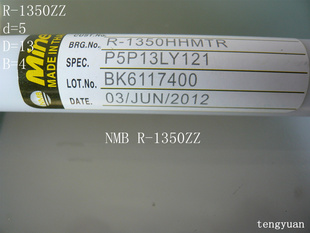 R-1350ZZ
d=5
D=13
B=4
BRG.No. R-1350HHMTR
SPEC. P5P13LY121
LOT.No. BK6117400
DATE. 03/JUN/2012
MADE IN
NMB R-1350ZZ
tengyuan